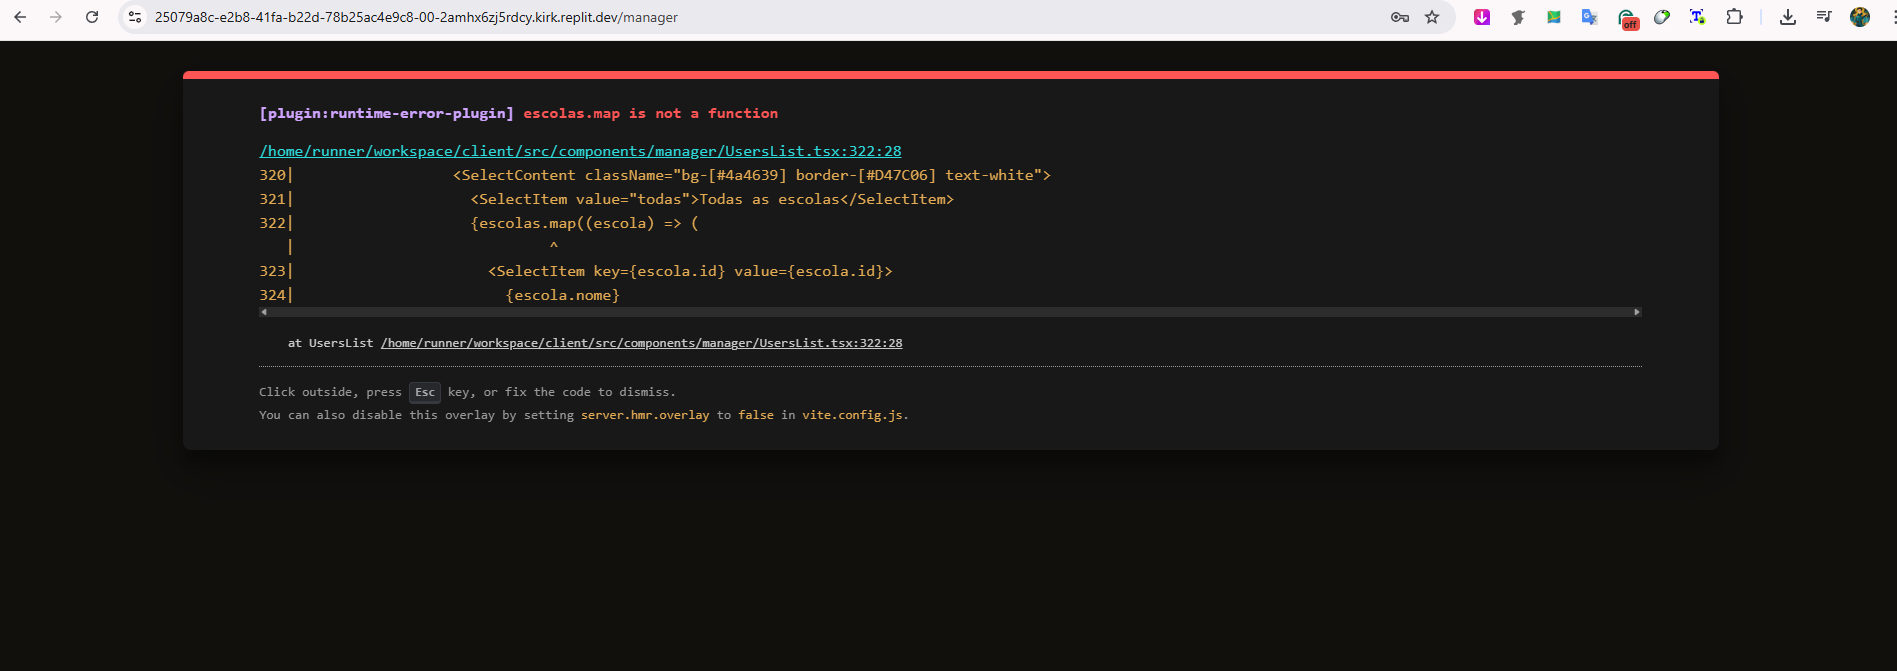 25079a8c-e2b8-41fa-b22d-78b25ac4e9c8-00-2amhx6zj5rdcy.kirk.replit.dev/manager
off
[plugin:runtime-error-plugin] escolas.map is not a function
/home/runner/workspace/client/src/components/manager/UsersList.tsx:322:28
320|                  <SelectContent className="bg-[#4a4639] border-[#D47C06] text-white">
321|                    <SelectItem value="todas">Todas as escolas</SelectItem>
322|                    {escolas.map((escola) => (
   |                             ^
323|                      <SelectItem key={escola.id} value={escola.id}>
324|                        {escola.nome}
at UsersList /home/runner/workspace/client/src/components/manager/UsersList.tsx:322:28
Click outside, press Esc key, or fix the code to dismiss.
You can also disable this overlay by setting server.hmr.overlay to false in vite.config.js.